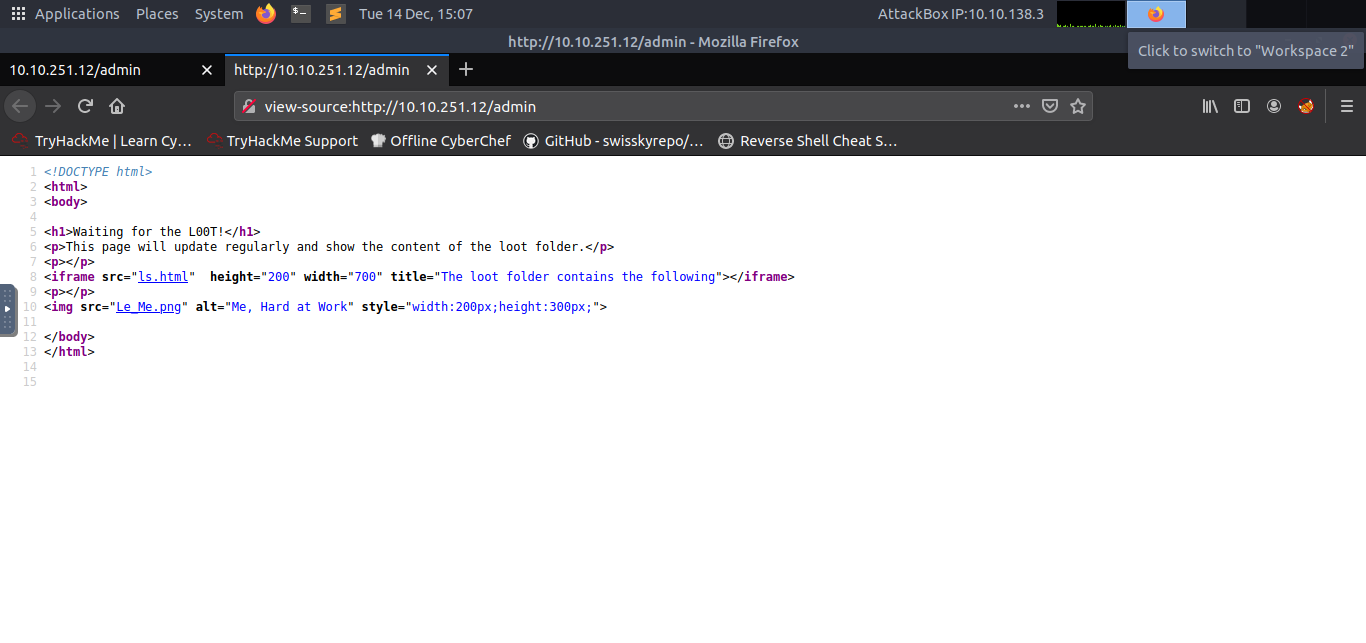 Applications Places System Tue 14 Dec, 15:07 AttackBox IP:10.10.138.3
http://10.10.251.12/admin - Mozilla Firefox
Click to switch to "Workspace 2"
10.10.251.12/admin http://10.10.251.12/admin
view-source:http://10.10.251.12/admin
TryHackMe | Learn Cy... TryHackMe Support Offline CyberChef GitHub - swisskyrepo/... Reverse Shell Cheat S...
1 <!DOCTYPE html>
2 <html>
3 <body>
4
5 <h1>Waiting for the L00T!</h1>
6 <p>This page will update regularly and show the content of the loot folder.</p>
7 <p></p>
8 <iframe src="ls.html"  height="200" width="700" title="The loot folder contains the following"></iframe>
9 <p></p>
10 <img src="Le_Me.png" alt="Me, Hard at Work" style="width:200px;height:300px;">
11
12 </body>
13 </html>
14
15